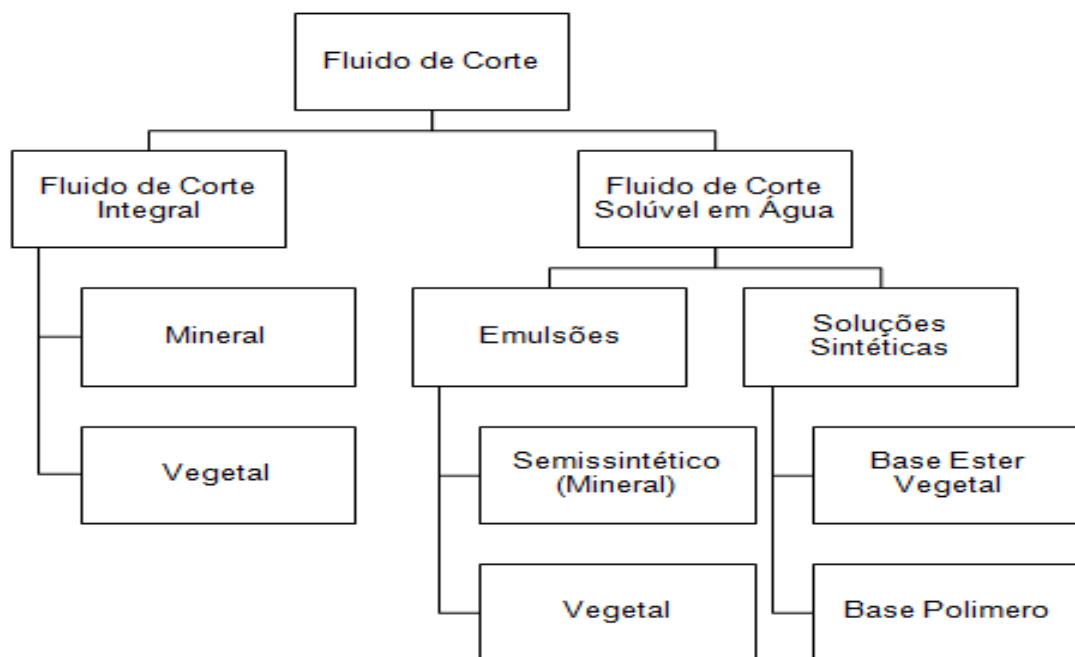 Fluido de Corte
Fluido de Corte
Integral
Fluido de Corte
Solúvel em Água
Mineral
Vegetal
Emulsões
Soluções
Sintéticas
Semissintético
(Mineral)
Vegetal
Base Ester
Vegetal
Base Polimero